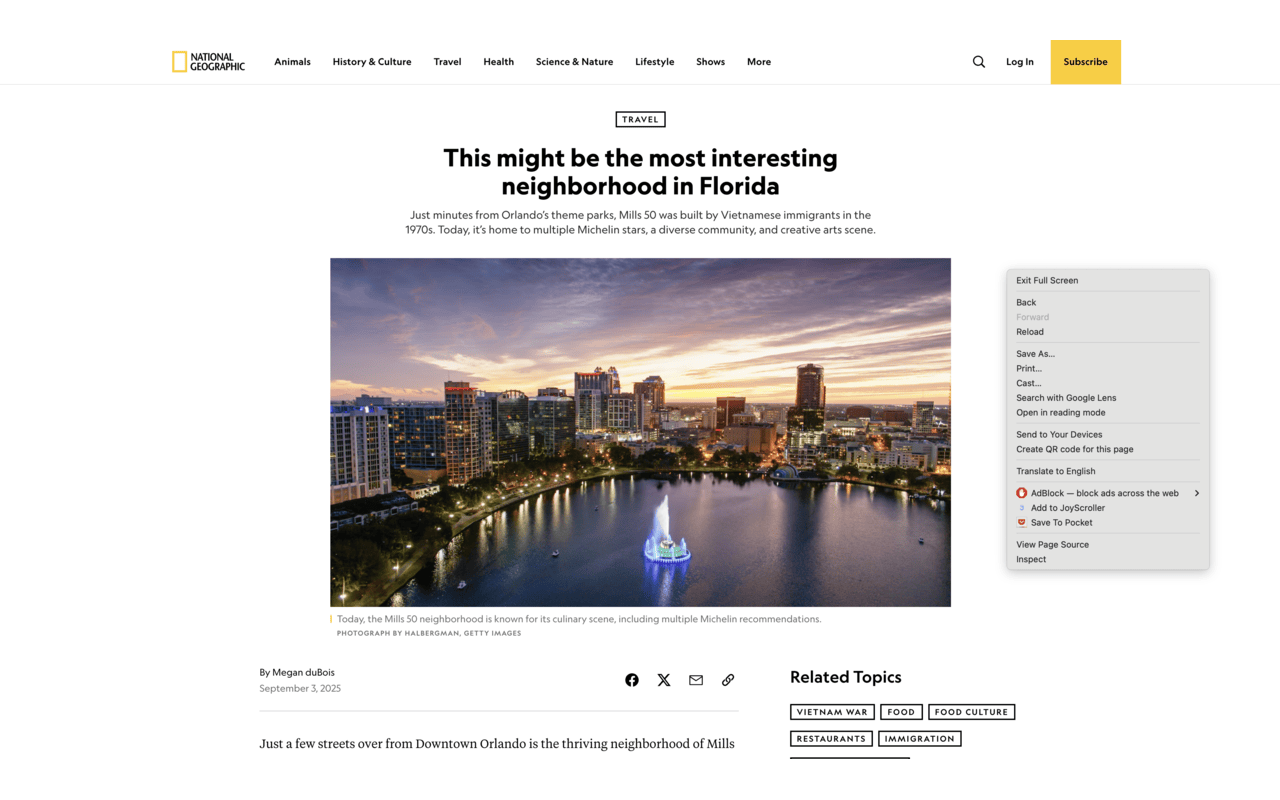 NATIONAL
GEOGRAPHIC
Animals
History & Culture
Travel
Health
Science & Nature
Lifestyle
Shows
More
Log In
Subscribe
TRAVEL
This might be the most interesting
neighborhood in Florida
Just minutes from Orlando's theme parks, Mills 50 was built by Vietnamese immigrants in the
1970s. Today, it's home to multiple Michelin stars, a diverse community, and creative arts scene.
Exit Full Screen
Back
Forward
Reload
Save As...
Print...
Cast...
Search with Google Lens
Open in reading mode
Send to Your Devices
Create QR code for this page
Translate to English
AdBlock — block ads across the web
Add to JoyScroller
Save To Pocket
View Page Source
Inspect
Today, the Mills 50 neighborhood is known for its culinary scene, including multiple Michelin recommendations.
PHOTOGRAPH BY HALBERGMAN, GETTY IMAGES
By Megan duBois
September 3, 2025
Just a few streets over from Downtown Orlando is the thriving neighborhood of Mills
Related Topics
VIETNAM WAR
FOOD
FOOD CULTURE
RESTAURANTS
IMMIGRATION